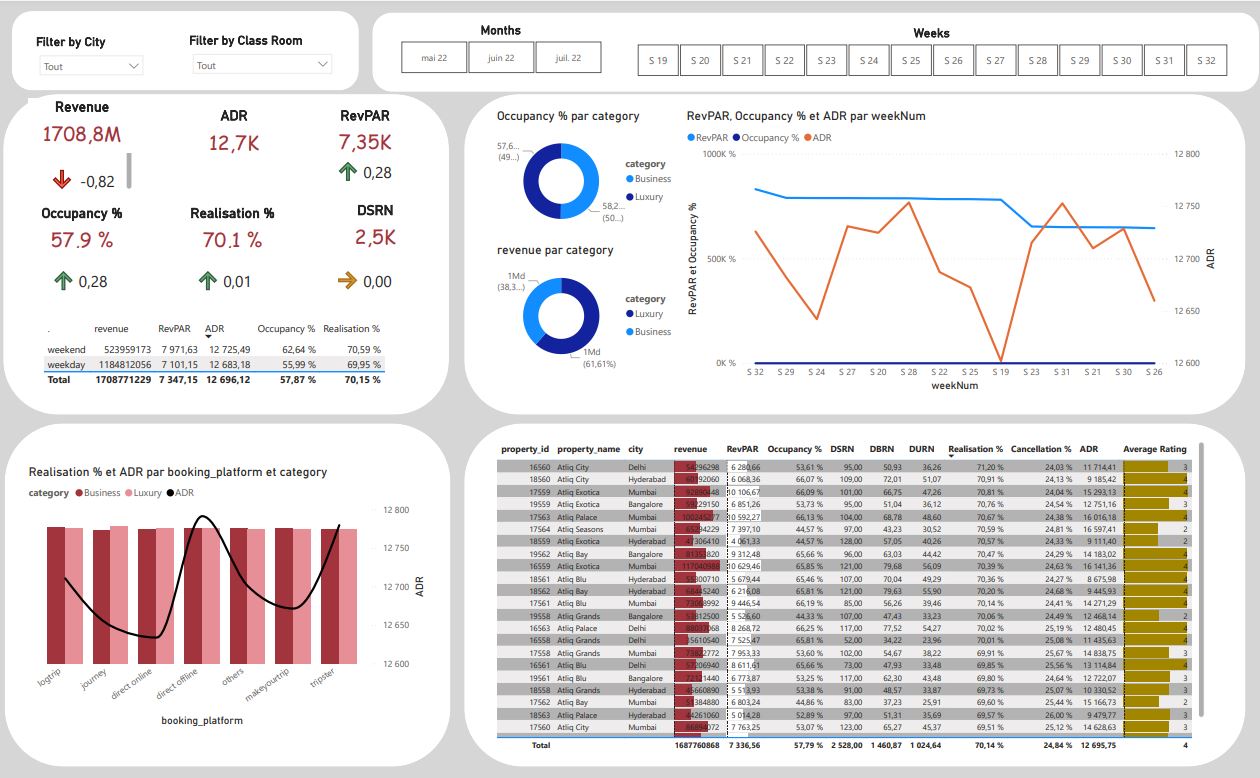 Filter by City
Tout
Filter by Class Room
Tout
Months
mai 22 juin 22 juil. 22
Weeks
S 19 S 20 S 21 S 22 S 23 S 24 S 25 S 26 S 27 S 28 S 29 S 30 S 31 S 32
Revenue
1708,8M
-0,82
ADR
12,7K
RevPAR
7,35K
0,28
Occupancy %
57.9 %
0,28
Realisation %
70.1 %
0,01
DSRN
2,5K
0,00
. revenue RevPAR ADR Occupancy % Realisation %
weekend 523959173 7 971,63 12 725,49 62,64 % 70,59 %
weekday 1184812056 7 101,15 12 683,18 55,99 % 69,95 %
Total 1708771229 7 347,15 12 696,12 57,87 % 70,15 %
Occupancy % par category
57,6...
(49...)
58,2...
(50...)
category
Business
Luxury
revenue par category
1Md
(38,3...)
1Md
(61,61%)
category
Luxury
Business
RevPAR, Occupancy % et ADR par weekNum
RevPAR Occupancy % ADR
1000K %
500K %
0K %
RevPAR et Occupancy %
12 800
12 750
12 700
12 650
12 600
ADR
S 32 S 29 S 24 S 27 S 20 S 28 S 22 S 25 S 19 S 23 S 31 S 21 S 30 S 26
weekNum
Realisation % et ADR par booking_platform et category
category Business Luxury ADR
12 800
12 750
12 700
12 650
12 600
ADR
logtrip journey direct online direct offline others makeyourtrip tripster
booking_platform
property_id property_name city revenue RevPAR Occupancy % DSRN DBRN DURN Realisation % Cancellation % ADR Average Rating
16560 Atliq City Delhi 54296298 6 280,66 53,61 % 95,00 50,93 36,26 71,20 % 24,03 % 11 714,41 3
18560 Atliq City Hyderabad 60192060 6 068,36 66,07 % 109,00 72,01 51,07 70,91 % 24,13 % 9 185,42 4
17559 Atliq Exotica Mumbai 92890448 10 106,67 66,09 % 101,00 66,75 47,26 70,81 % 24,04 % 15 293,13 4
19559 Atliq Exotica Bangalore 59229150 6 851,26 53,73 % 95,00 51,04 36,12 70,76 % 24,54 % 12 751,16 3
17563 Atliq Palace Mumbai 100245277 10 592,27 66,13 % 104,00 68,78 48,60 70,67 % 24,38 % 16 018,18 4
17564 Atliq Seasons Mumbai 65294229 7 397,10 44,57 % 97,00 43,23 30,52 70,59 % 24,81 % 16 597,41 2
18559 Atliq Exotica Hyderabad 47306410 4 061,33 44,57 % 128,00 57,05 40,26 70,57 % 24,33 % 9 111,40 2
19562 Atliq Bay Bangalore 81353820 9 312,48 65,66 % 96,00 63,03 44,42 70,47 % 24,29 % 14 183,02 4
16559 Atliq Exotica Mumbai 117040988 10 629,46 65,85 % 121,00 79,68 56,09 70,39 % 24,63 % 16 141,36 4
18561 Atliq Blu Hyderabad 55300710 5 679,44 65,46 % 107,00 70,04 49,29 70,36 % 24,27 % 8 675,98 4
18562 Atliq Bay Hyderabad 68445240 6 216,08 65,81 % 121,00 79,63 55,90 70,20 % 24,68 % 9 445,93 4
17561 Atliq Blu Mumbai 73068992 9 446,54 66,19 % 85,00 56,26 39,46 70,14 % 24,41 % 14 271,29 4
19558 Atliq Grands Bangalore 53812500 5 526,60 44,33 % 107,00 47,43 33,23 70,06 % 24,49 % 12 468,14 2
16563 Atliq Palace Delhi 88037068 8 268,72 66,25 % 117,00 77,52 54,27 70,02 % 25,19 % 12 480,45 4
16558 Atliq Grands Delhi 35610540 7 525,47 65,81 % 52,00 34,22 23,96 70,01 % 25,08 % 11 435,63 4
17558 Atliq Grands Mumbai 73822772 7 953,33 53,60 % 102,00 54,67 38,22 69,91 % 25,67 % 14 838,75 3
16561 Atliq Blu Delhi 57206940 8 611,61 65,66 % 73,00 47,93 33,48 69,85 % 25,56 % 13 114,84 4
19561 Atliq Blu Bangalore 72121440 6 773,87 53,25 % 117,00 62,30 43,48 69,80 % 24,64 % 12 722,07 3
18558 Atliq Grands Hyderabad 45660890 5 513,93 53,38 % 91,00 48,57 33,87 69,73 % 25,07 % 10 330,52 3
17562 Atliq Bay Mumbai 51384880 6 803,24 44,86 % 83,00 37,23 25,91 69,60 % 25,44 % 15 166,73 2
18563 Atliq Palace Hyderabad 44261060 5 014,28 52,89 % 97,00 51,31 35,69 69,57 % 26,00 % 9 479,77 3
17560 Atliq City Mumbai 86894072 7 763,25 53,07 % 123,00 65,27 45,37 69,51 % 25,12 % 14 628,63 3
Total 1687760868 7 336,56 57,79 % 2 528,00 1 460,87 1 024,64 70,14 % 24,84 % 12 695,75 4